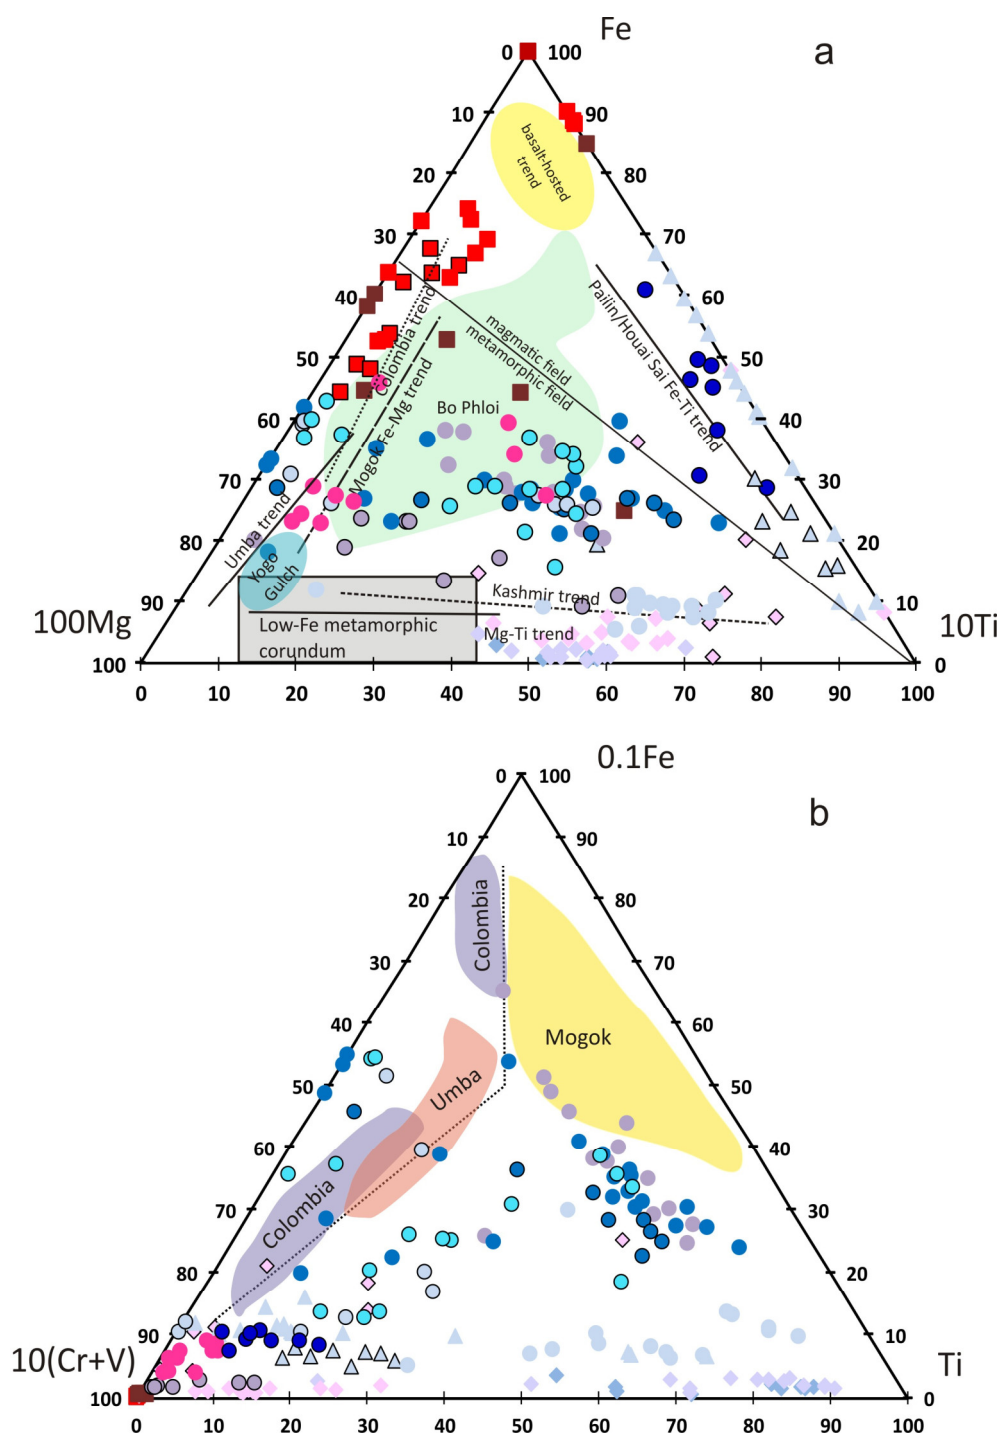 Fe
a
0 100
10 90
20 80
30 70
40 60
50 50
60 40
70 30
80 20
90 10
100 0
100Mg
10Ti
0 10 20 30 40 50 60 70 80 90 100
basalt-hosted
trend
Colombia trend
magmatic field
metamorphic field
Pailin/Houai Sai Fe-Ti trend
Mogok Fe-Mg trend
Bo Phloi
Umba trend
Yogo
Gulch
Kashmir trend
Low-Fe metamorphic
corundum
Mg-Ti trend
0.1Fe
b
0 100
10 90
20 80
30 70
40 60
50 50
60 40
70 30
80 20
90 10
100 0
10(Cr+V)
Ti
0 10 20 30 40 50 60 70 80 90 100
Colombia
Mogok
Umba
Colombia